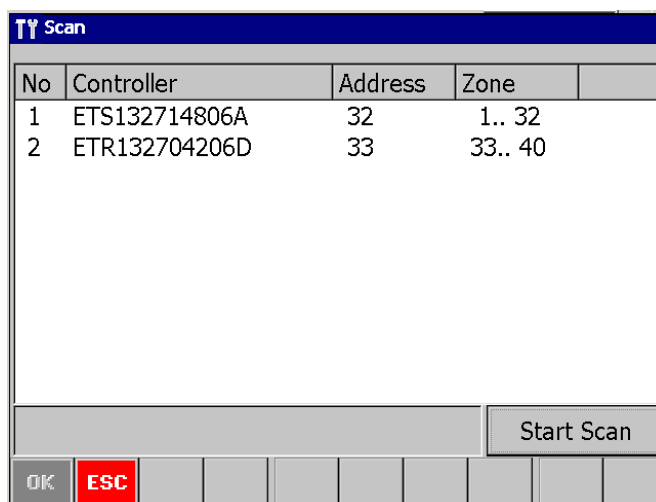 Scan
No Controller Address Zone
1 ETS132714806A 32 1.. 32
2 ETR132704206D 33 33.. 40
Start Scan
OK ESC